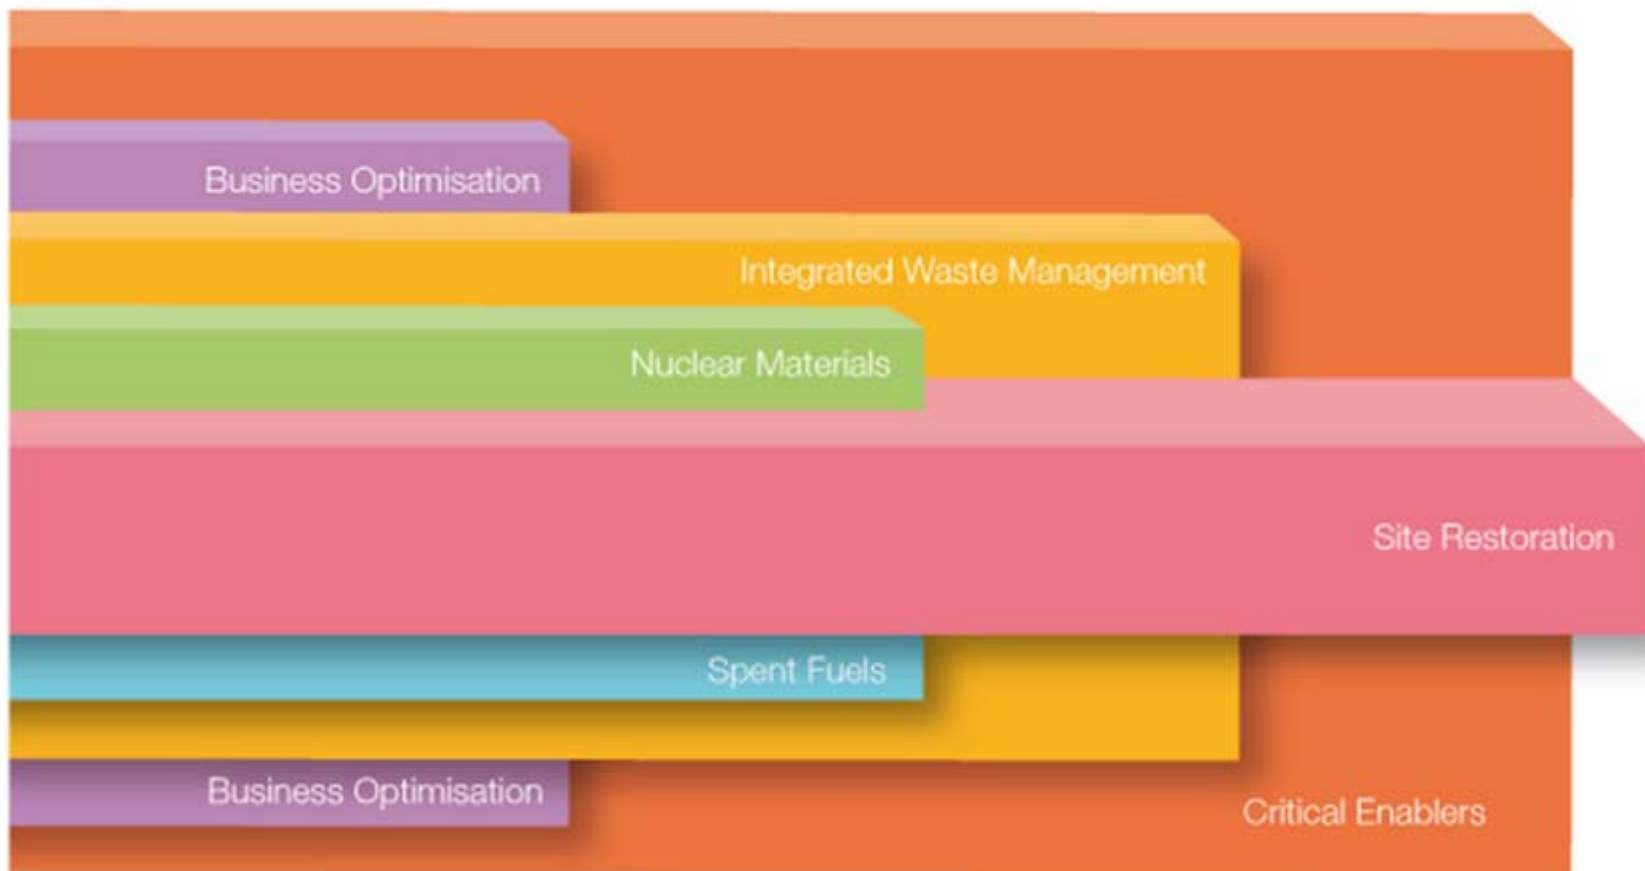 Business Optimisation
Integrated Waste Management
Nuclear Materials
Site Restoration
Spent Fuels
Business Optimisation
Critical Enablers